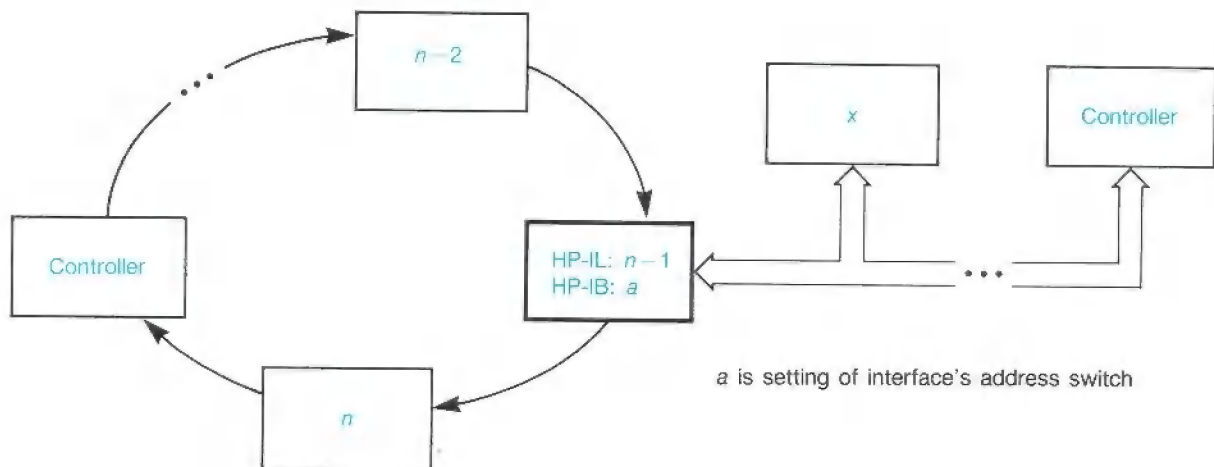 n−2
x
Controller
Controller
HP-IL: n−1
HP-IB: a
a is setting of interface's address switch
n